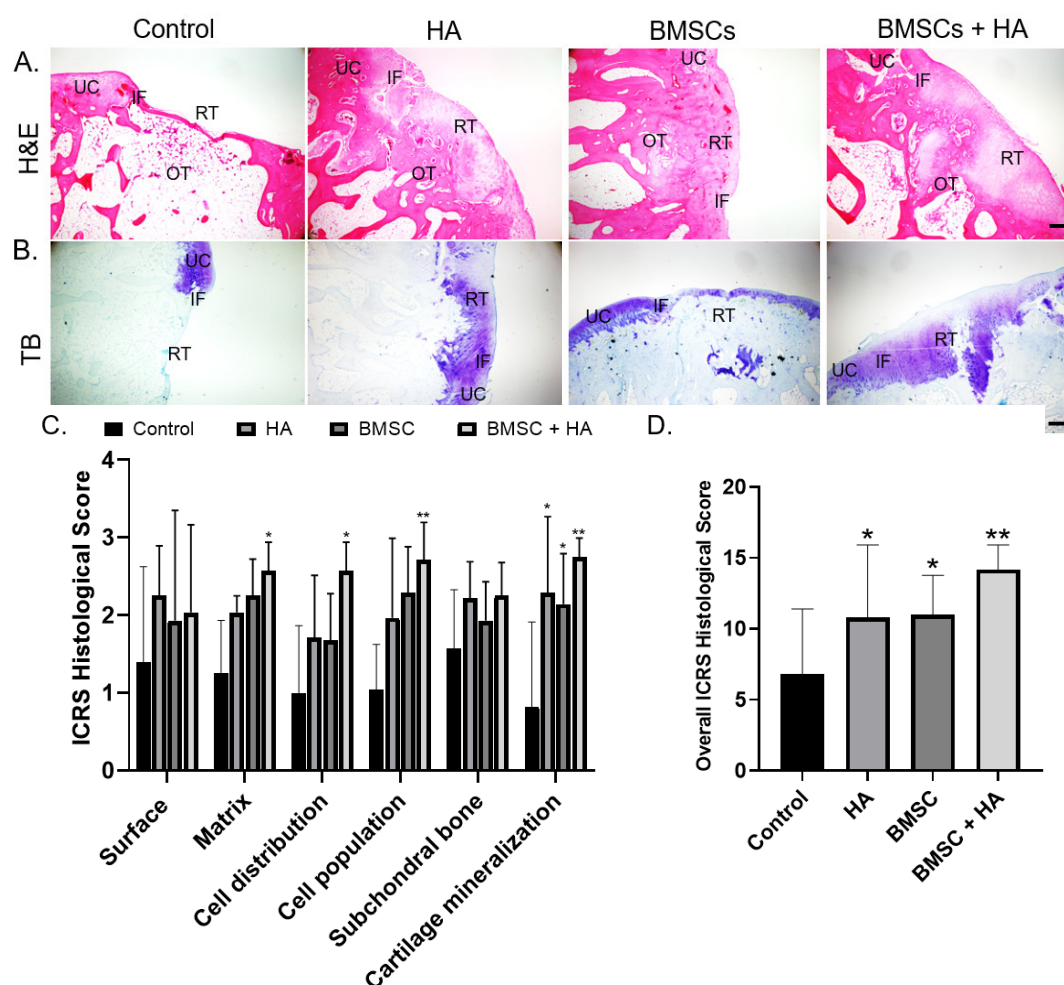 Control HA BMSCs BMSCs + HA
A.
H&E
UC IF RT OT
UC IF RT OT
UC OT RT IF
UC IF RT OT
B.
TB
UC IF RT
RT IF UC
UC IF RT
UC IF RT
C.
Control HA BMSC BMSC + HA
ICRS Histological Score
4
3
2
1
0
* * ** * * **
Surface
Matrix
Cell distribution
Cell population
Subchondral bone
Cartilage mineralization
D.
Overall ICRS Histological Score
20
15
10
5
0
* * **
Control
HA
BMSC
BMSC + HA